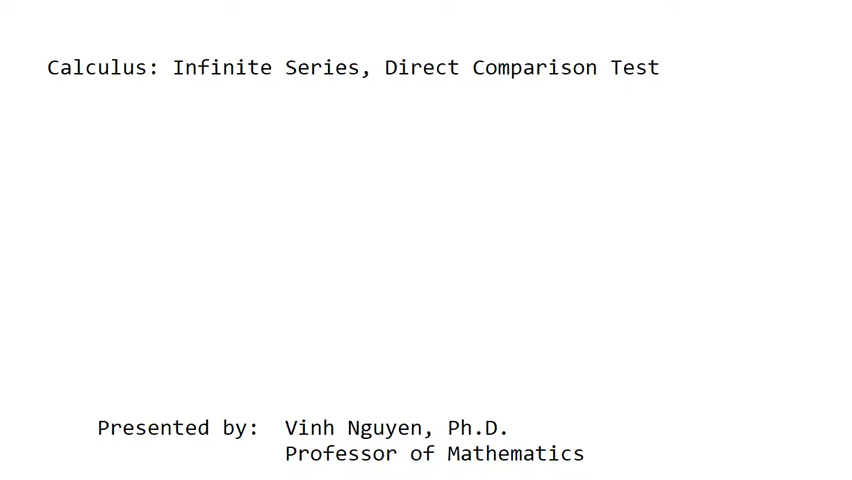 Calculus: Infinite Series, Direct Comparison Test
Presented by: Vinh Nguyen, Ph.D.
Professor of Mathematics